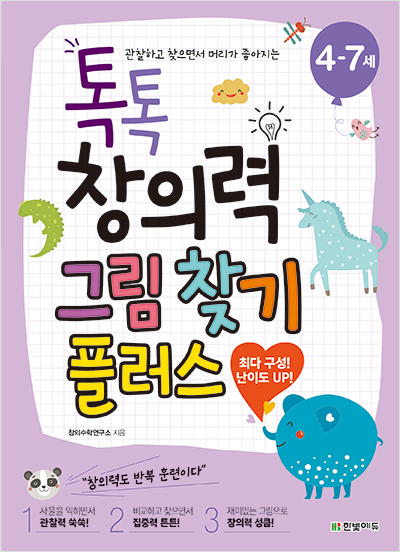 관찰하고 찾으면서 머리가 좋아지는
4-7세
톡톡
창의력
그림 찾기
플러스
최다 구성!
난이도 UP!
창의수학연구소 지음
"창의력도 반복 훈련이다"
1 사물을 익히면서
관찰력 쑥쑥!
2 비교하고 찾으면서
집중력 튼튼!
3 재미있는 그림으로
창의력 성큼!
한빛에듀